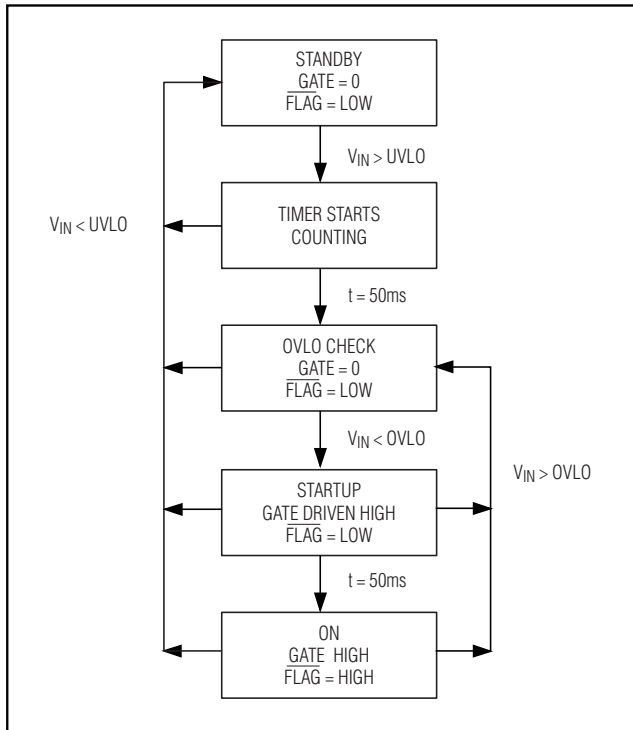 STANDBY
GATE = 0
FLAG = LOW
V_IN > UVLO
V_IN < UVLO
TIMER STARTS
COUNTING
t = 50ms
OVLO CHECK
GATE = 0
FLAG = LOW
V_IN < OVLO
V_IN > OVLO
STARTUP
GATE DRIVEN HIGH
FLAG = LOW
t = 50ms
ON
GATE HIGH
FLAG = HIGH